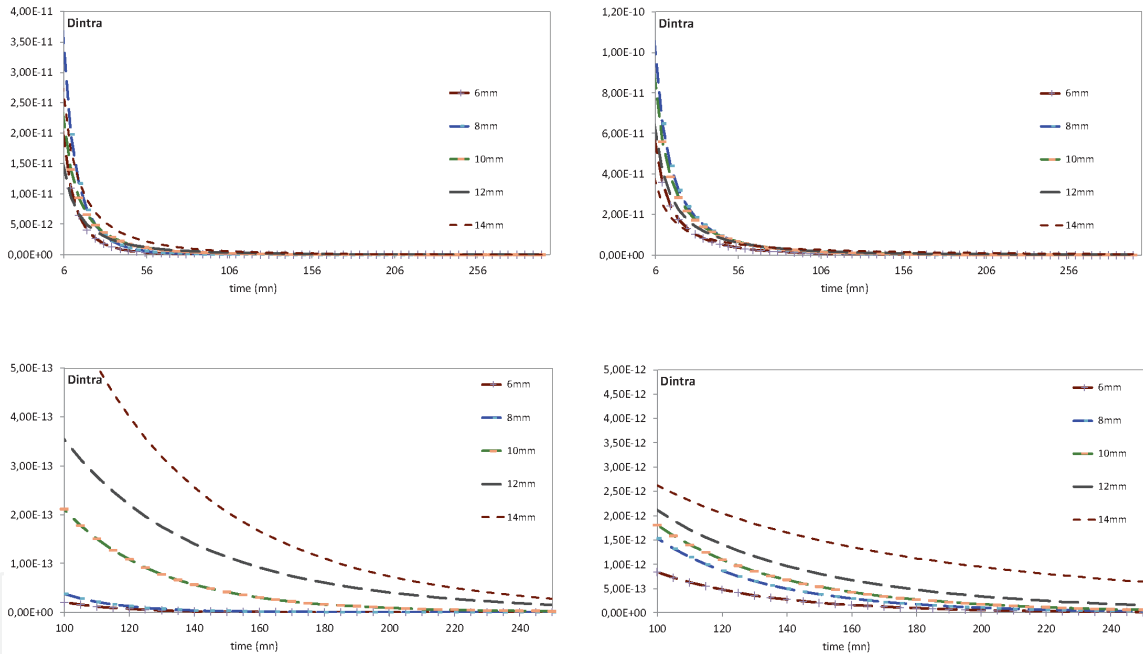 4,00E-11
Dintra
4,00E-11
3,50E-11
3,00E-11
2,50E-11
2,00E-11
1,50E-11
1,00E-11
5,00E-12
0,00E+00
6 56 106 156 206 256
time (mn)
6mm
8mm
10mm
12mm
14mm
1,20E-10
Dintra
1,00E-10
8,00E-11
6,00E-11
4,00E-11
2,00E-11
0,00E+00
6 56 106 156 206 256
time (mn)
6mm
8mm
10mm
12mm
14mm
5,00E-13
Dintra
4,00E-13
3,00E-13
2,00E-13
1,00E-13
0,00E+00
100 120 140 160 180 200 220 240
time (mn)
6mm
8mm
10mm
12mm
14mm
5,00E-12
Dintra
4,50E-12
4,00E-12
3,50E-12
3,00E-12
2,50E-12
2,00E-12
1,50E-12
1,00E-12
5,00E-13
0,00E+00
100 120 140 160 180 200 220 240
time (mn)
6mm
8mm
10mm
12mm
14mm